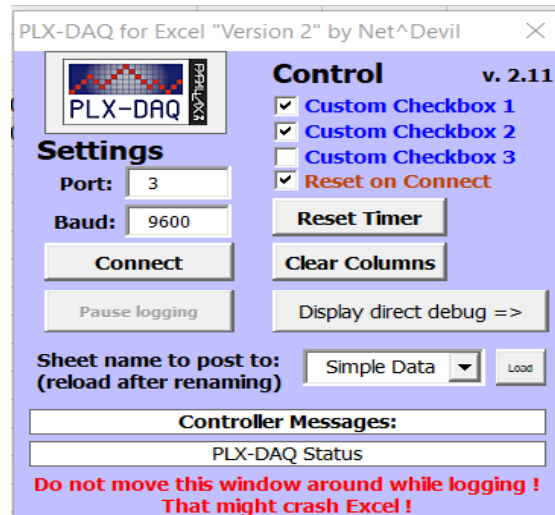 PLX-DAQ for Excel "Version 2" by Net^Devil
PLX-DAQ
PARALLAX
Control v. 2.11
Custom Checkbox 1
Custom Checkbox 2
Custom Checkbox 3
Reset on Connect
Settings
Port: 3
Baud: 9600
Reset Timer
Connect
Clear Columns
Pause logging
Display direct debug =>
Sheet name to post to:
(reload after renaming)
Simple Data
Load
Controller Messages:
PLX-DAQ Status
Do not move this window around while logging !
That might crash Excel !